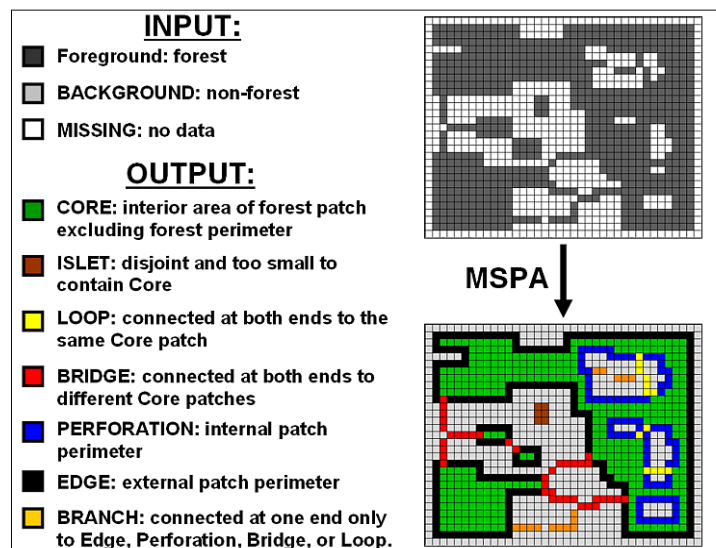 INPUT:
Foreground: forest
BACKGROUND: non-forest
MISSING: no data
OUTPUT:
CORE: interior area of forest patch
excluding forest perimeter
ISLET: disjoint and too small to
contain Core
LOOP: connected at both ends to the
same Core patch
BRIDGE: connected at both ends to
different Core patches
PERFORATION: internal patch
perimeter
EDGE: external patch perimeter
BRANCH: connected at one end only
to Edge, Perforation, Bridge, or Loop.
MSPA